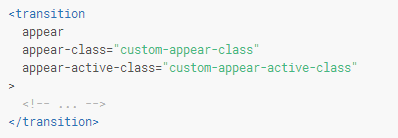 <transition
  appear
  appear-class="custom-appear-class"
  appear-active-class="custom-appear-active-class"
>
  <!-- ... -->
</transition>